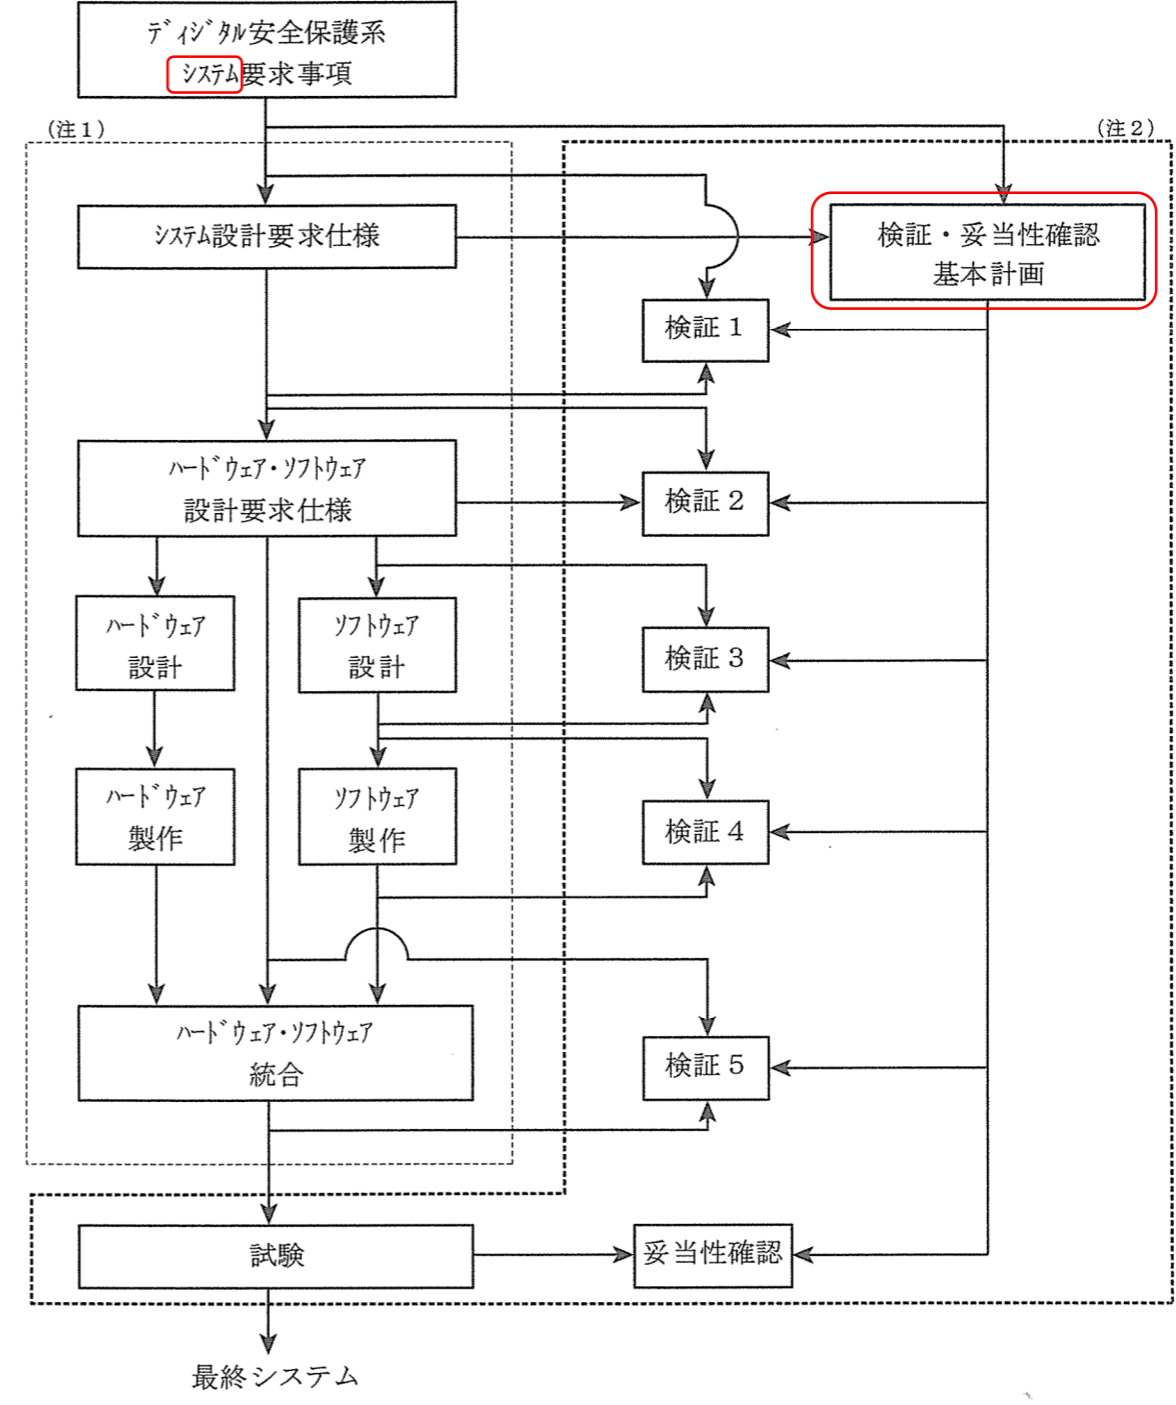 ﾃﾞｨｼﾞﾀﾙ安全保護系
ｼｽﾃﾑ要求事項
（注１）
（注２）
ｼｽﾃﾑ設計要求仕様
検証・妥当性確認
基本計画
検証１
ﾊｰﾄﾞｳｪｱ・ｿﾌﾄｳｪｱ
設計要求仕様
検証２
ﾊｰﾄﾞｳｪｱ
設計
ｿﾌﾄｳｪｱ
設計
検証３
ﾊｰﾄﾞｳｪｱ
製作
ｿﾌﾄｳｪｱ
製作
検証４
ﾊｰﾄﾞｳｪｱ・ｿﾌﾄｳｪｱ
統合
検証５
試験
妥当性確認
最終システム